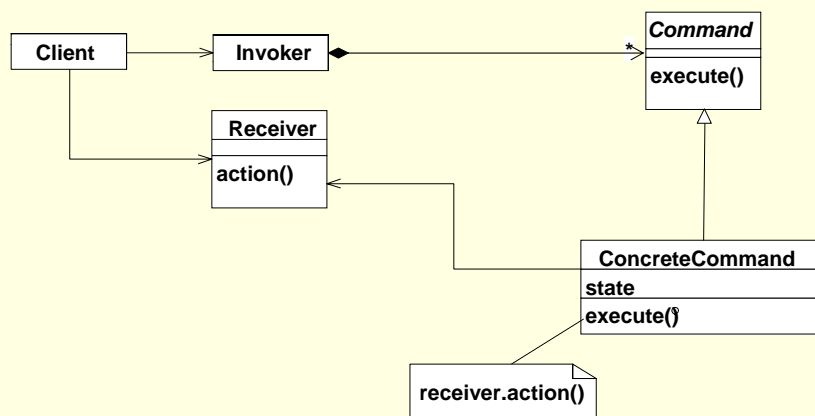 Client
Invoker
*
Command
execute()
Receiver
action()
ConcreteCommand
state
execute()
receiver.action()